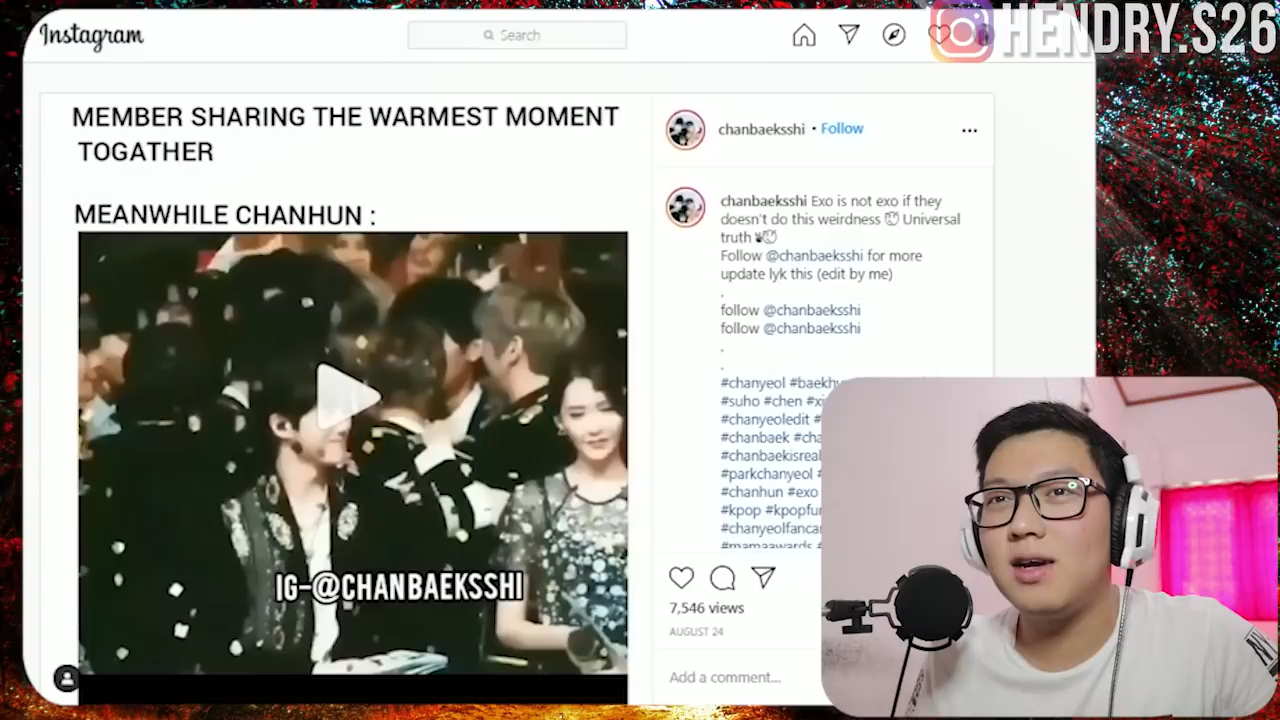 Instagram
Search
HENDRY.S26
MEMBER SHARING THE WARMEST MOMENT
TOGATHER
MEANWHILE CHANHUN :
IG-@CHANBAEKSSHI
chanbaeksshi • Follow
chanbaeksshi Exo is not exo if they
doesn't do this weirdness Universal
truth
Follow @chanbaeksshi for more
update lyk this (edit by me)
.
follow @chanbaeksshi
follow @chanbaeksshi
.
.
#chanyeol
#suho #chen
#chanyeoledit
#chanbaek
#chanbaekisreal
#parkchanyeol
#chanhun #exo
#kpop
#chanyeolfancam
#mamaawards
7,546 views
AUGUST 24
Add a comment...